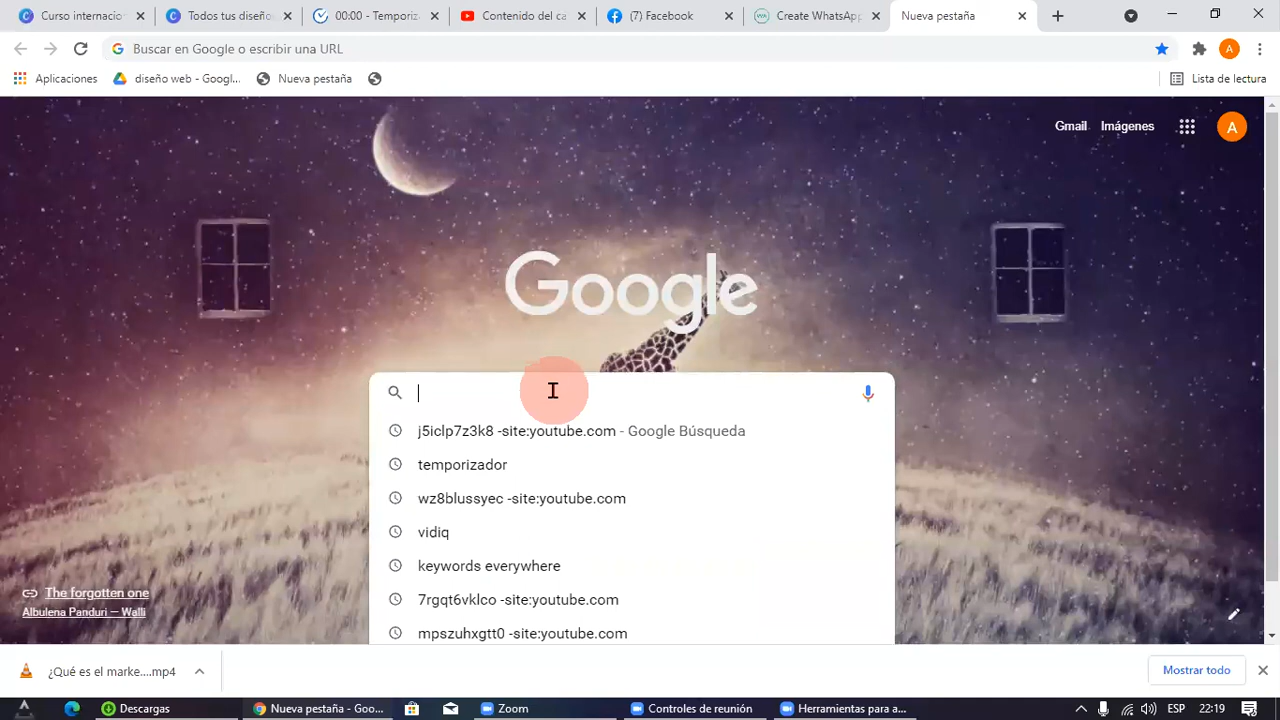 Curso internacio
Todos tus diseño
00:00 - Temporiz
Contenido del ca
(7) Facebook
Create WhatsApp
Nueva pestaña
Buscar en Google o escribir una URL
A
Aplicaciones
diseño web - Googl...
Nueva pestaña
Lista de lectura
Gmail
Imágenes
A
Google
j5iclp7z3k8 -site:youtube.com - Google Búsqueda
temporizador
wz8blussyec -site:youtube.com
vidiq
keywords everywhere
7rgqt6vklco -site:youtube.com
mpszuhxgtt0 -site:youtube.com
The forgotten one
Albulena Panduri — Walli
¿Qué es el marke....mp4
Mostrar todo
Descargas
Nueva pestaña - Goo...
Zoom
Controles de reunión
Herramientas para a...
ESP
22:19